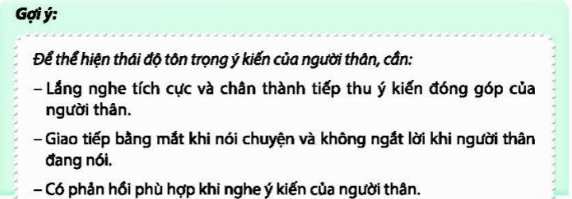 Gợi ý:
Để thể hiện thái độ tôn trọng ý kiến của người thân, cần:
– Lắng nghe tích cực và chân thành tiếp thu ý kiến đóng góp của
người thân.
– Giao tiếp bằng mắt khi nói chuyện và không ngắt lời khi người thân
đang nói.
– Có phản hồi phù hợp khi nghe ý kiến của người thân.